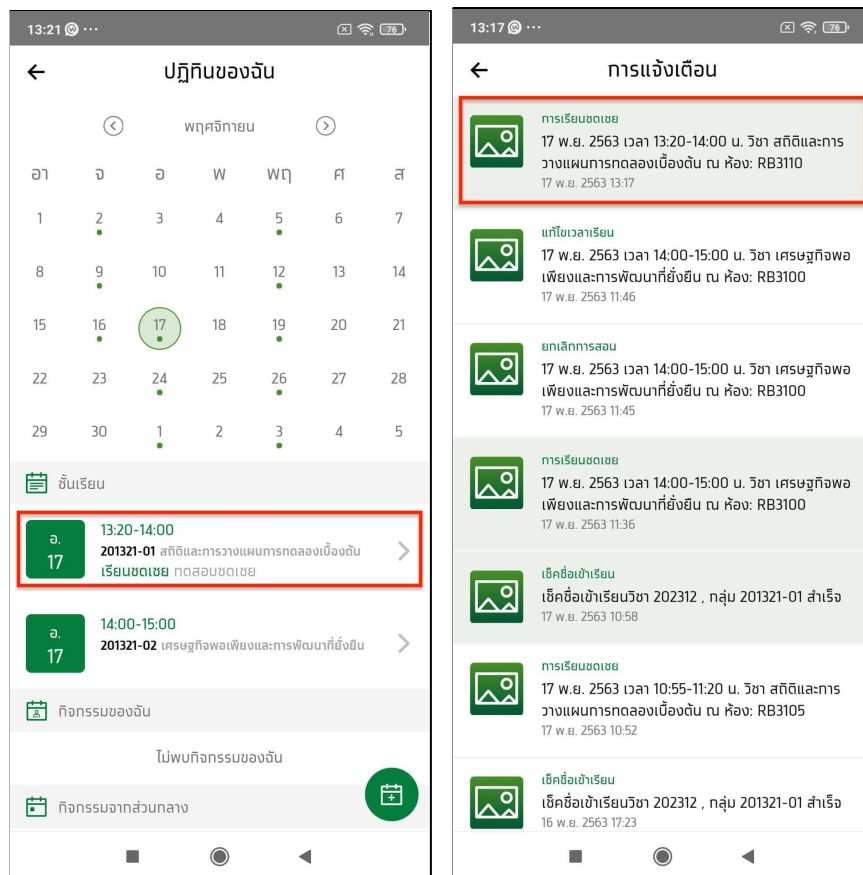 13:21 ...
76
ปฏิทินของฉัน
พฤศจิกายน
อา จ อ พ พฤ ศ ส
1 2 3 4 5 6 7
8 9 10 11 12 13 14
15 16 17 18 19 20 21
22 23 24 25 26 27 28
29 30 1 2 3 4 5
ชั้นเรียน
อ.
17
13:20-14:00
201321-01 สถิติและการวางแผนการทดลองเบื้องต้น
เรียนชดเชย ทดสอบชดเชย
อ.
17
14:00-15:00
201321-02 เศรษฐกิจพอเพียงและการพัฒนาที่ยั่งยืน
กิจกรรมของฉัน
ไม่พบกิจกรรมของฉัน
กิจกรรมจากส่วนกลาง
13:17 ...
76
การแจ้งเตือน
การเรียนชดเชย
17 พ.ย. 2563 เวลา 13:20-14:00 น. วิชา สถิติและการ
วางแผนการทดลองเบื้องต้น ณ ห้อง: RB3110
17 พ.ย. 2563 13:17
แก้ไขเวลาเรียน
17 พ.ย. 2563 เวลา 14:00-15:00 น. วิชา เศรษฐกิจพอ
เพียงและการพัฒนาที่ยั่งยืน ณ ห้อง: RB3100
17 พ.ย. 2563 11:46
ยกเลิกการสอน
17 พ.ย. 2563 เวลา 14:00-15:00 น. วิชา เศรษฐกิจพอ
เพียงและการพัฒนาที่ยั่งยืน ณ ห้อง: RB3100
17 พ.ย. 2563 11:45
การเรียนชดเชย
17 พ.ย. 2563 เวลา 14:00-15:00 น. วิชา เศรษฐกิจพอ
เพียงและการพัฒนาที่ยั่งยืน ณ ห้อง: RB3100
17 พ.ย. 2563 11:36
เช็คชื่อเข้าเรียน
เช็คชื่อเข้าเรียนวิชา 202312 , กลุ่ม 201321-01 สำเร็จ
17 พ.ย. 2563 10:58
การเรียนชดเชย
17 พ.ย. 2563 เวลา 10:55-11:20 น. วิชา สถิติและการ
วางแผนการทดลองเบื้องต้น ณ ห้อง: RB3105
17 พ.ย. 2563 10:52
เช็คชื่อเข้าเรียน
เช็คชื่อเข้าเรียนวิชา 202312 , กลุ่ม 201321-01 สำเร็จ
16 พ.ย. 2563 17:23